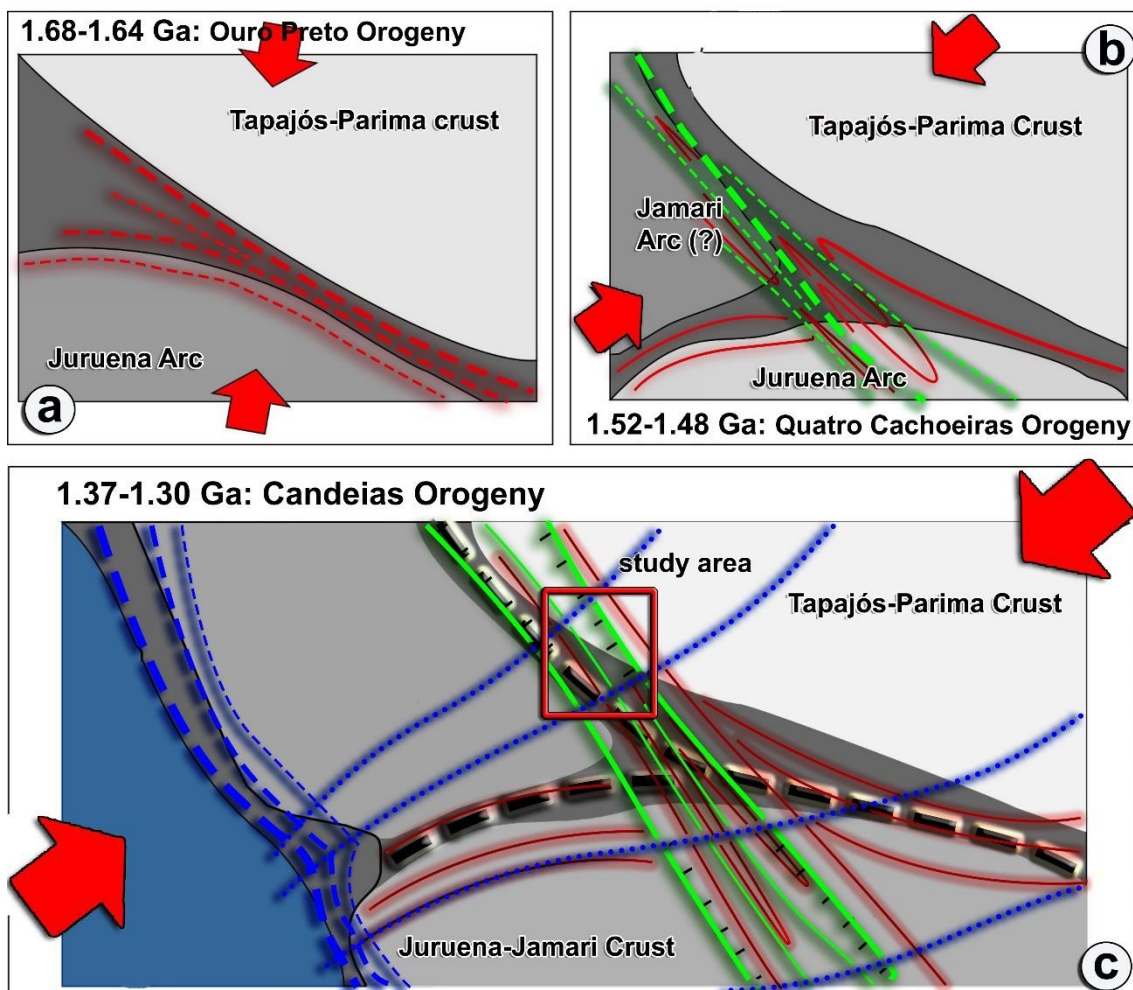 1.68-1.64 Ga: Ouro Preto Orogeny
Tapajós-Parima crust
Juruena Arc
a
b
Tapajós-Parima Crust
Jamari
Arc (?)
Juruena Arc
1.52-1.48 Ga: Quatro Cachoeiras Orogeny
1.37-1.30 Ga: Candeias Orogeny
study area
Tapajós-Parima Crust
Juruena-Jamari Crust
c